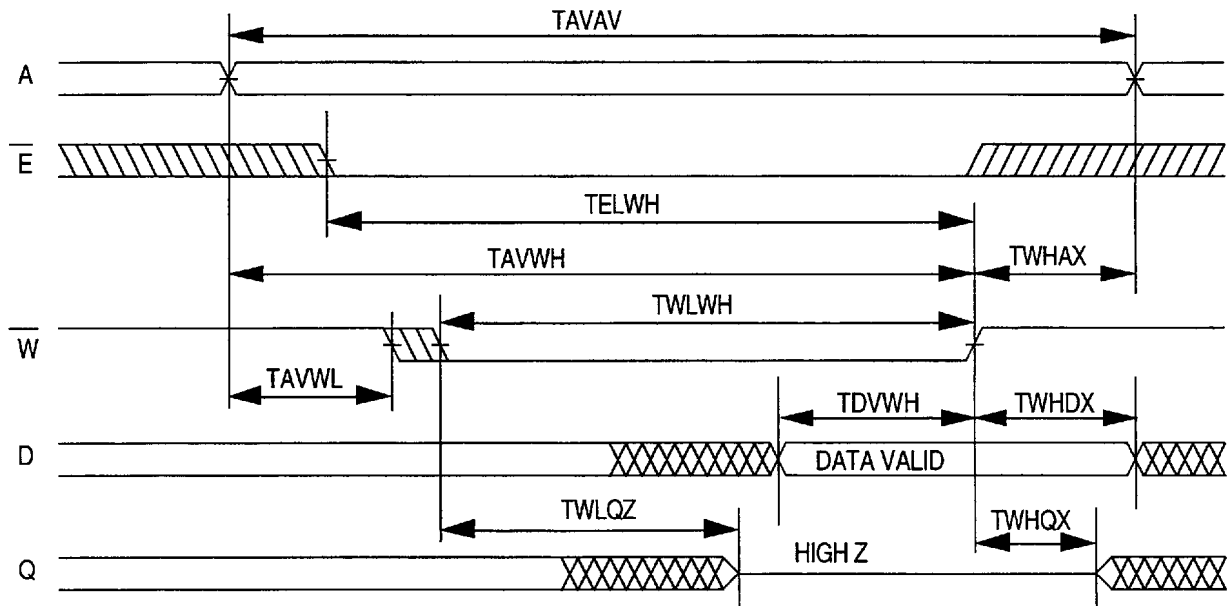 TAVAV
A
E
TELWH
TAVWH
TWHAX
TWLWH
W
TAVWL
TDVWH
TWHDX
D
DATA VALID
TWLQZ
TWHQX
HIGH Z
Q